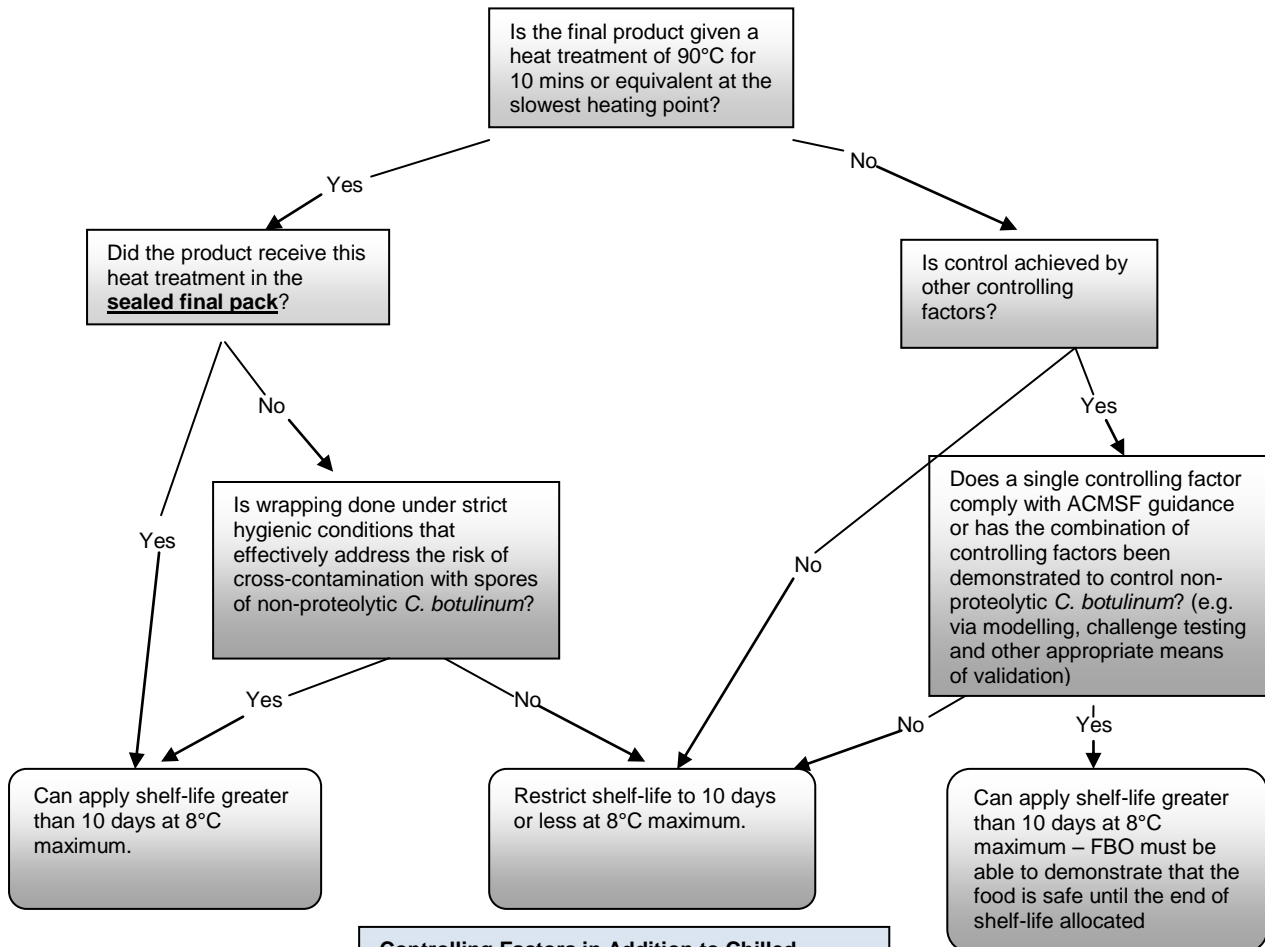 Is the final product given a
heat treatment of 90°C for
10 mins or equivalent at the
slowest heating point?
Yes
No
Did the product receive this
heat treatment in the
sealed final pack?
Is control achieved by
other controlling
factors?
No
Yes
Yes
Is wrapping done under strict
hygienic conditions that
effectively address the risk of
cross-contamination with spores
of non-proteolytic C. botulinum?
No
Does a single controlling factor
comply with ACMSF guidance
or has the combination of
controlling factors been
demonstrated to control non-
proteolytic C. botulinum? (e.g.
via modelling, challenge testing
and other appropriate means
of validation)
Yes
No
No
Yes
Can apply shelf-life greater
than 10 days at 8°C
maximum.
Restrict shelf-life to 10 days
or less at 8°C maximum.
Can apply shelf-life greater
than 10 days at 8°C
maximum – FBO must be
able to demonstrate that the
food is safe until the end of
shelf-life allocated
Controlling Factors in Addition to Chilled